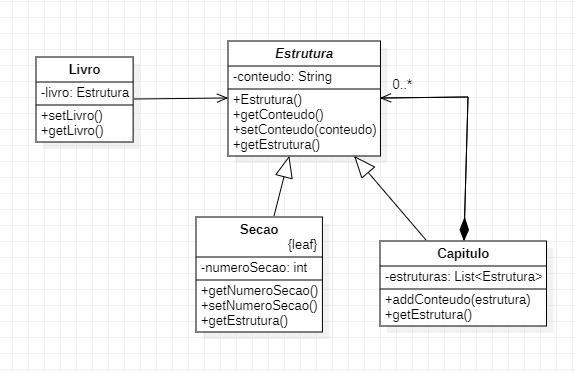 Livro
-livro: Estrutura
+setLivro()
+getLivro()
Estrutura
-conteudo: String
+Estrutura()
+getConteudo()
+setConteudo(conteudo)
+getEstrutura()
0..*
Secao
{leaf}
-numeroSecao: int
+getNumeroSecao()
+setNumeroSecao()
+getEstrutura()
Capitulo
-estruturas: List<Estrutura>
+addConteudo(estrutura)
+getEstrutura()